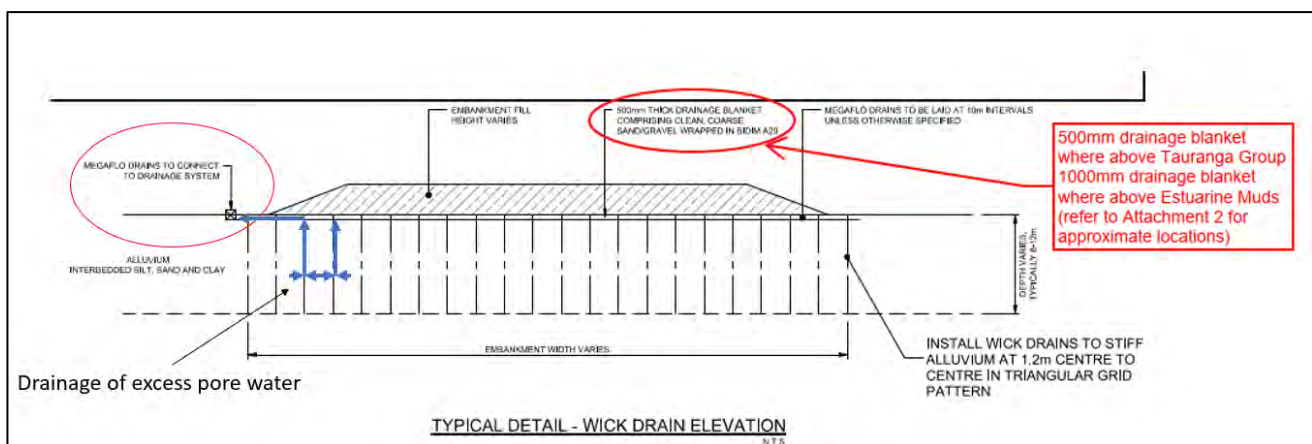 EMBANKMENT FILL
HEIGHT VARIES
500mm THICK DRAINAGE BLANKET
COMPRISING CLEAN, COARSE
SAND/GRAVEL WRAPPED IN BIDIM A29
MEGAFLO DRAINS TO BE LAID AT 10m INTERVALS
UNLESS OTHERWISE SPECIFIED
500mm drainage blanket
where above Tauranga Group
1000mm drainage blanket
where above Estuarine Muds
(refer to Attachment 2 for
approximate locations)
MEGAFLO DRAINS TO CONNECT
TO DRAINAGE SYSTEM
ALLUVIUM
INTERBEDDED SILT, SAND AND CLAY
DEPTH VARIES,
TYPICALLY 8-12m
EMBANKMENT WIDTH VARIES
INSTALL WICK DRAINS TO STIFF
ALLUVIUM AT 1.2m CENTRE TO
CENTRE IN TRIANGULAR GRID
PATTERN
Drainage of excess pore water
TYPICAL DETAIL - WICK DRAIN ELEVATION
N.T.S